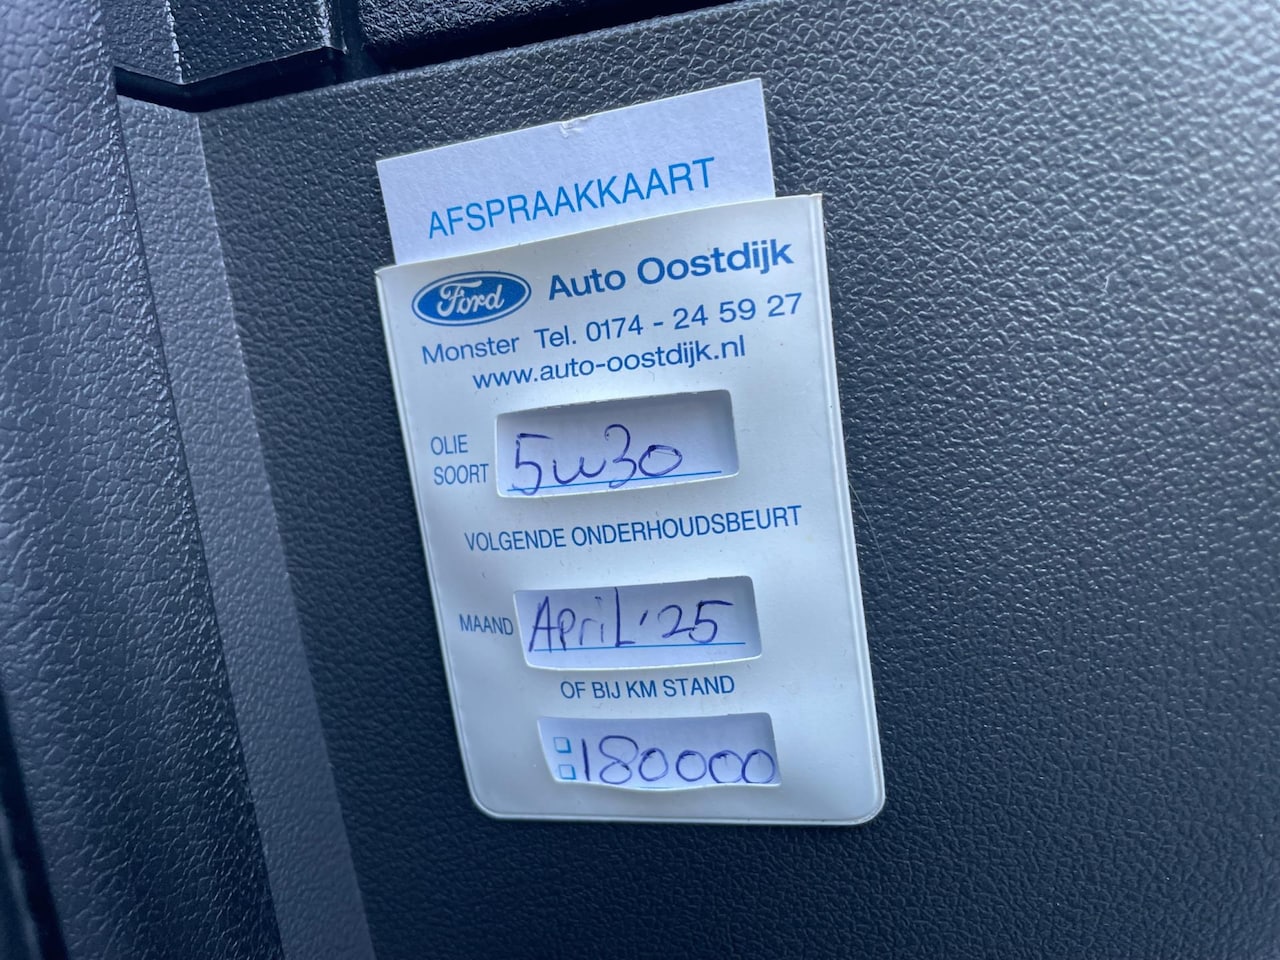 AFSPRAAKKAART
Ford Auto Oostdijk
Monster Tel. 0174 - 24 59 27
www.auto-oostdijk.nl
OLIE
SOORT
5w30
VOLGENDE ONDERHOUDSBEURT
MAAND April '25
OF BIJ KM STAND
180000